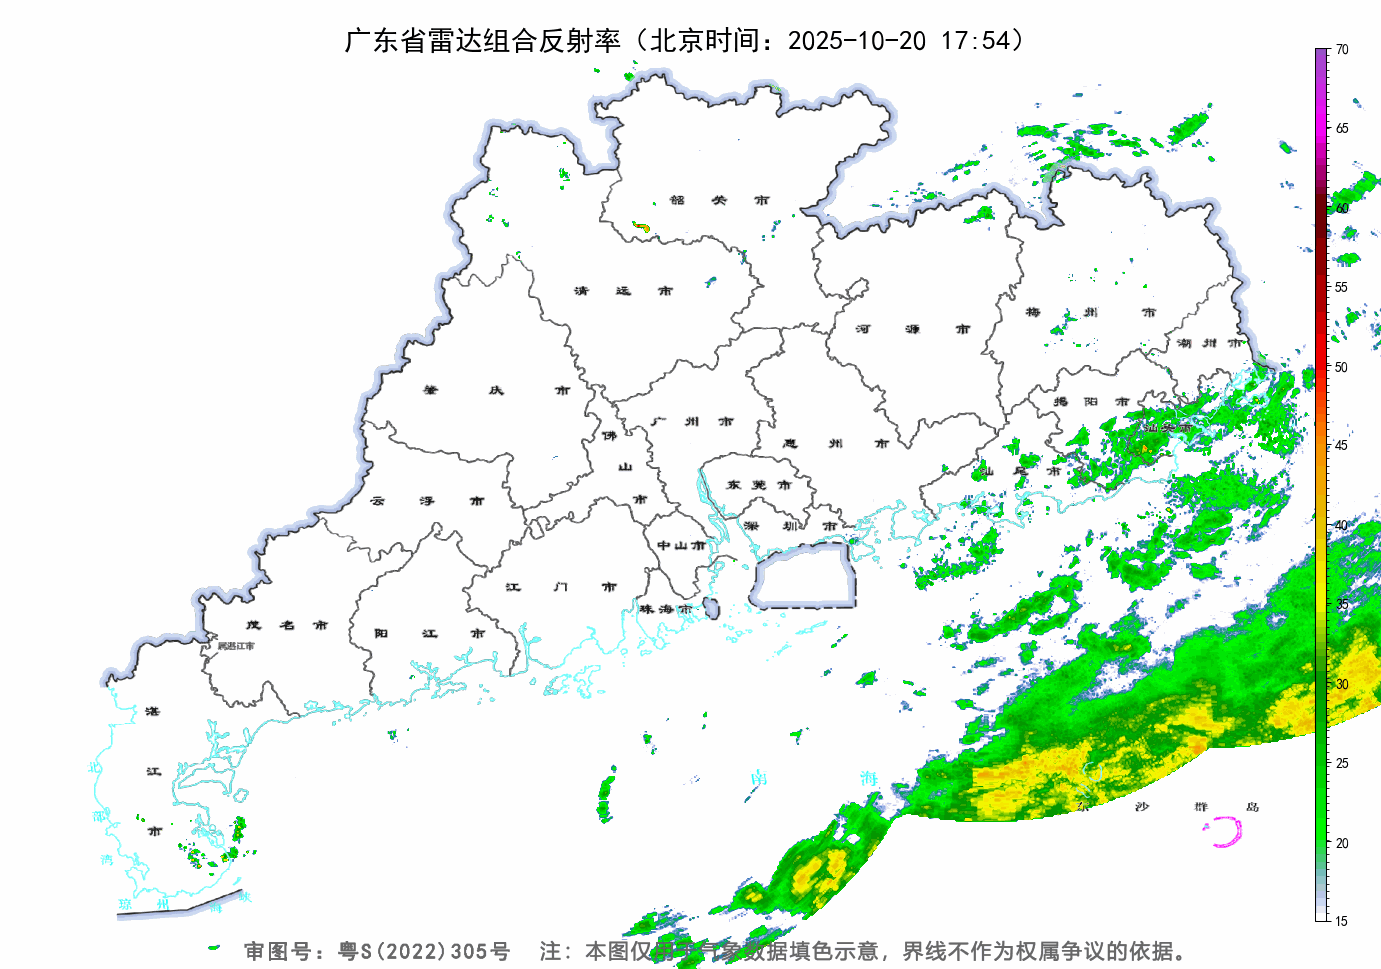 广东省雷达组合反射率（北京时间：2025-10-20 17:54）
70
65
60
55
50
45
40
35
30
25
20
15
韶关市
清远市
河源市
梅州市
潮州市
肇庆市
广州市
揭阳市
汕头市
佛山市
惠州市
汕尾市
云浮市
东莞市
深圳市
中山市
江门市
珠海市
茂名市
阳江市
属湛江市
湛江市
北部湾
南海
东沙群岛
琼州海峡
审图号：粤S(2022)305号 注：本图仅用于气象数据填色示意，界线不作为权属争议的依据。